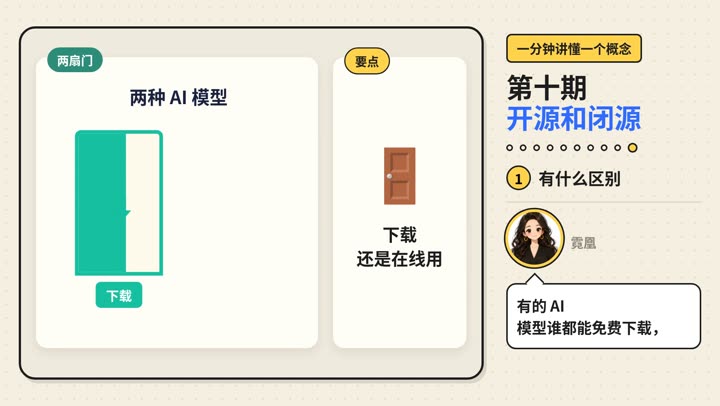 两扇门
两种 AI 模型
下载
要点
下载
还是在线用
一分钟讲懂一个概念
第十期
开源和闭源
1 有什么区别
霓凰
有的 AI
模型谁都能免费下载，